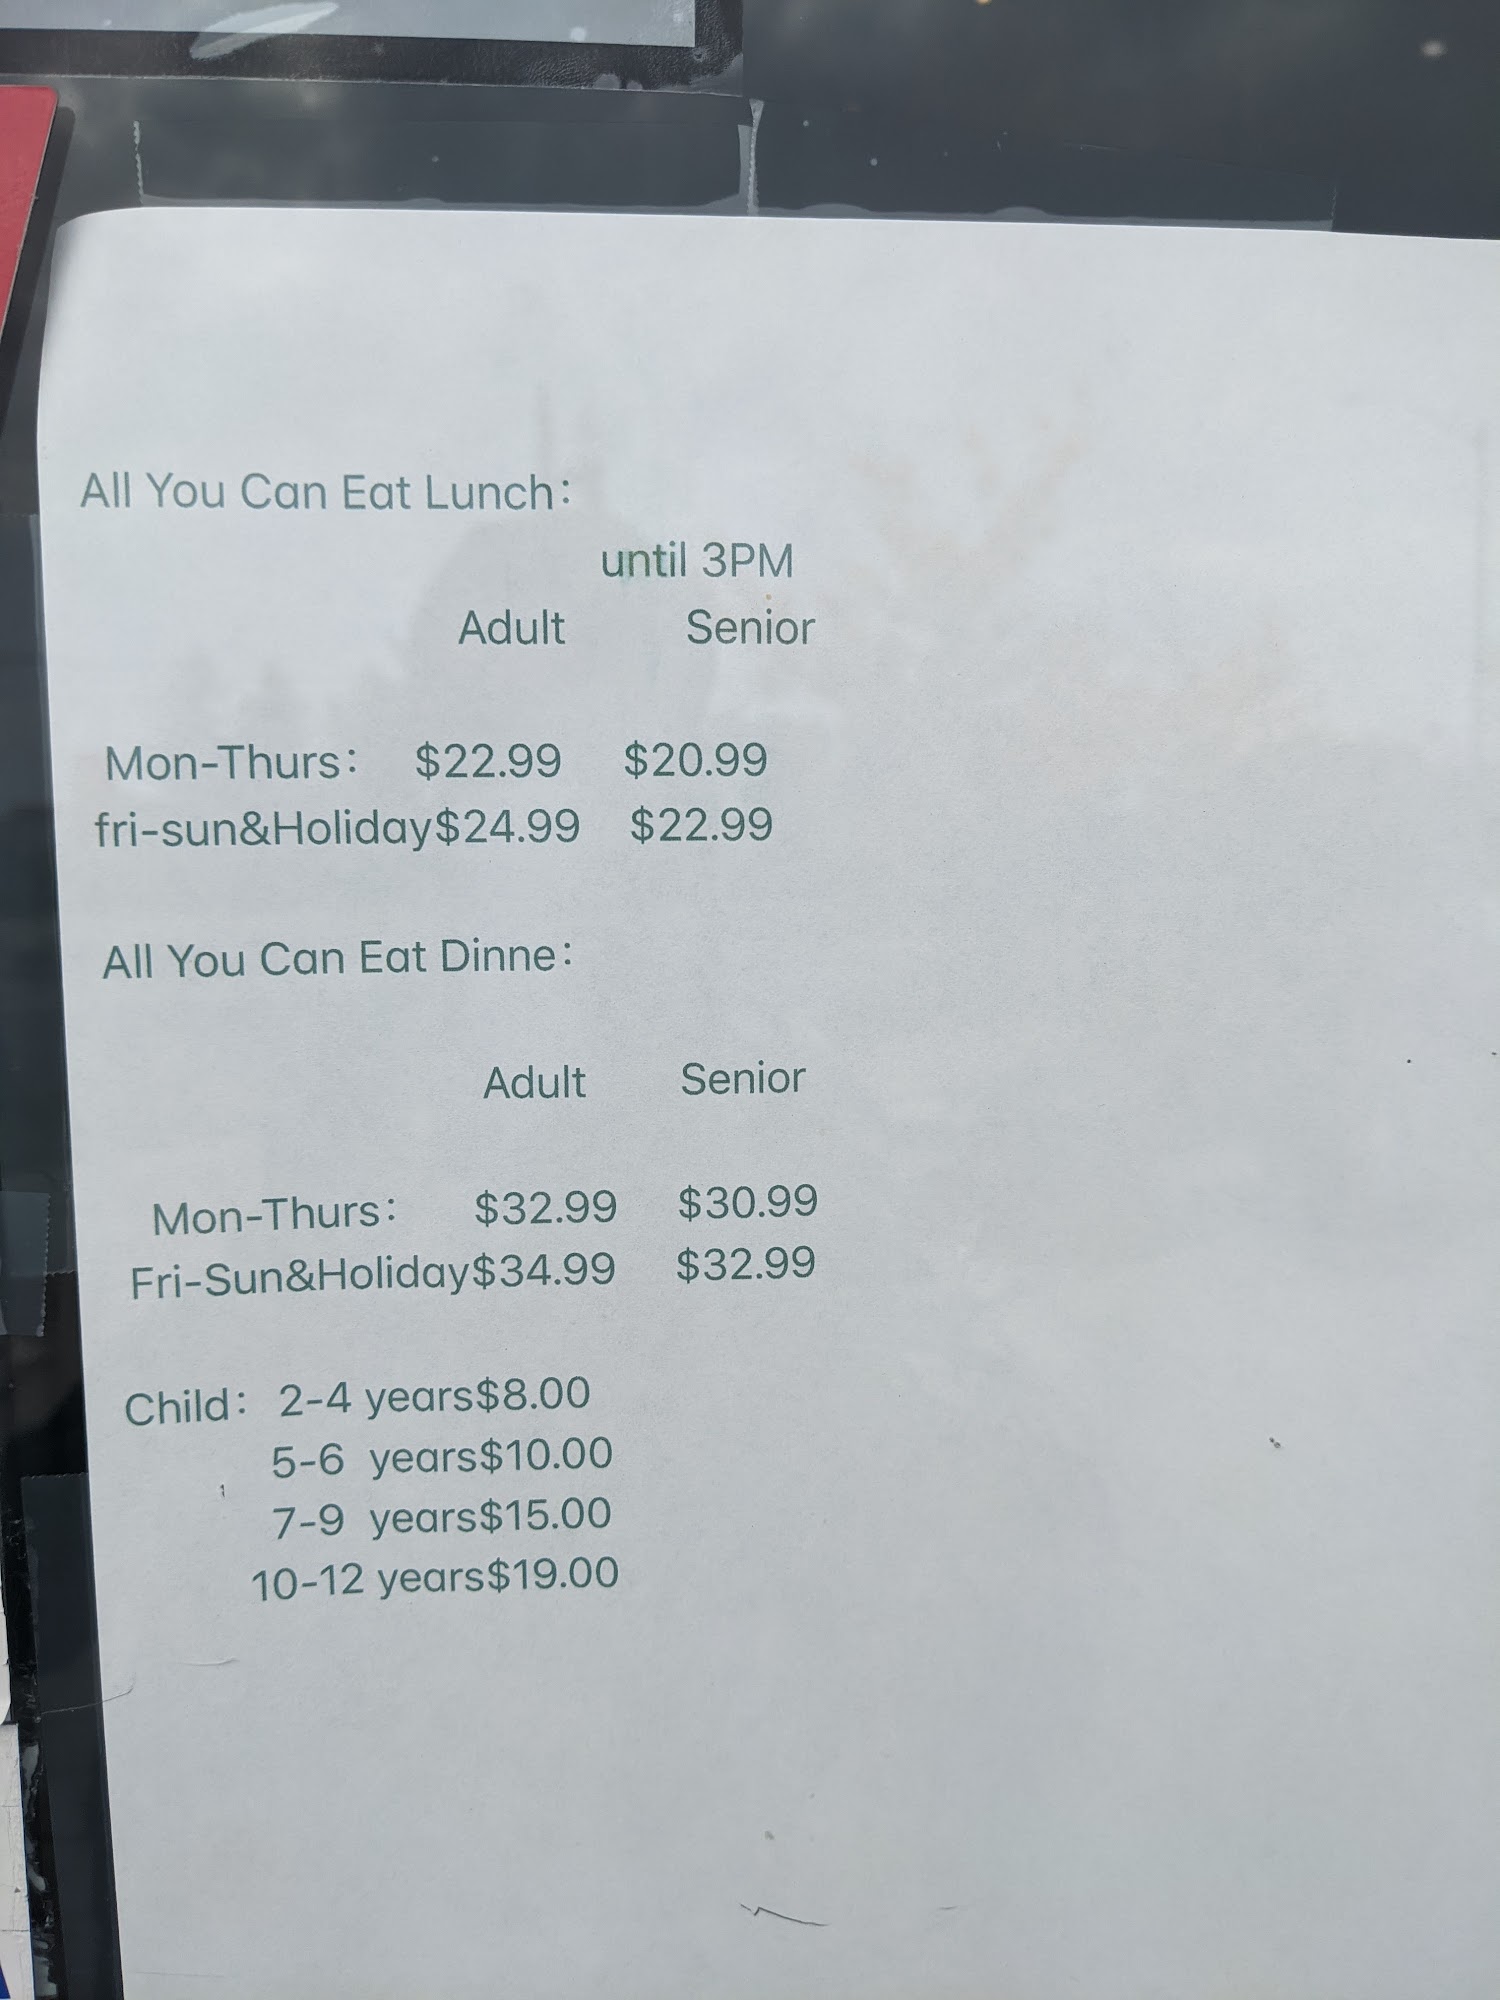 All You Can Eat Lunch:
until 3PM
Adult Senior
Mon-Thurs: $22.99 $20.99
fri-sun&Holiday$24.99 $22.99
All You Can Eat Dinne:
Adult Senior
Mon-Thurs: $32.99 $30.99
Fri-Sun&Holiday$34.99 $32.99
Child: 2-4 years$8.00
5-6 years$10.00
7-9 years$15.00
10-12 years$19.00